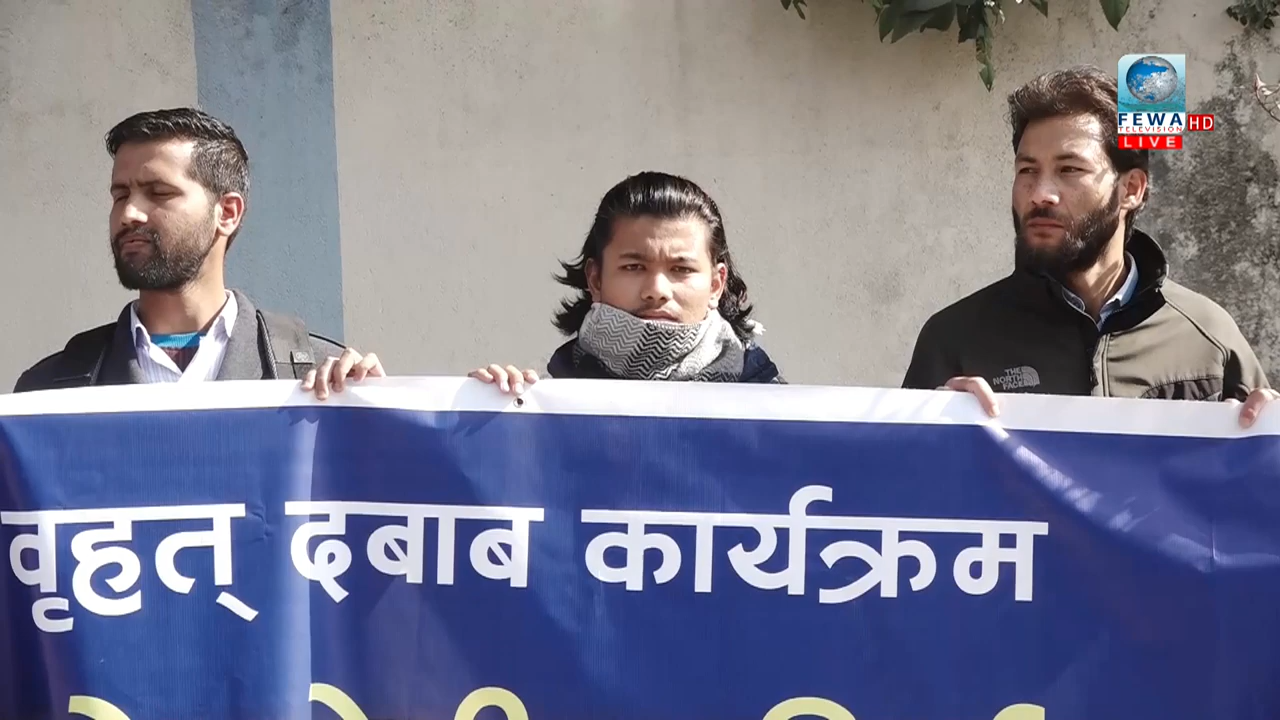 FEWA HD
TELEVISION
LIVE
THE
NORTH
FACE
वृहत् दबाब कार्यक्रम